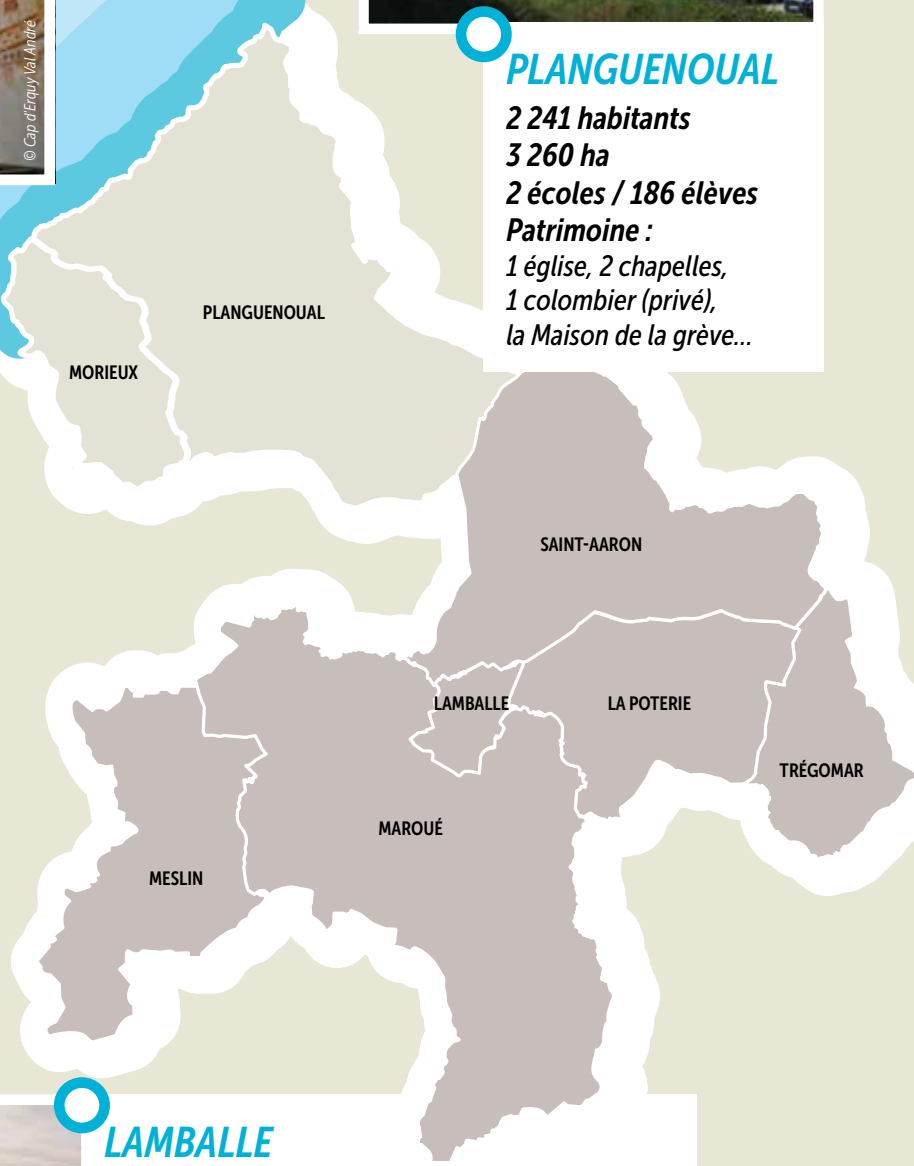 © Cap d'Erquy Val André
PLANGUENOUAL
2 241 habitants
3 260 ha
2 écoles / 186 élèves
Patrimoine :
1 église, 2 chapelles,
1 colombier (privé),
la Maison de la grève...
PLANGUENOUAL
MORIEUX
SAINT-AARON
LAMBALLE
LA POTERIE
TRÉGOMAR
MAROUÉ
MESLIN
LAMBALLE